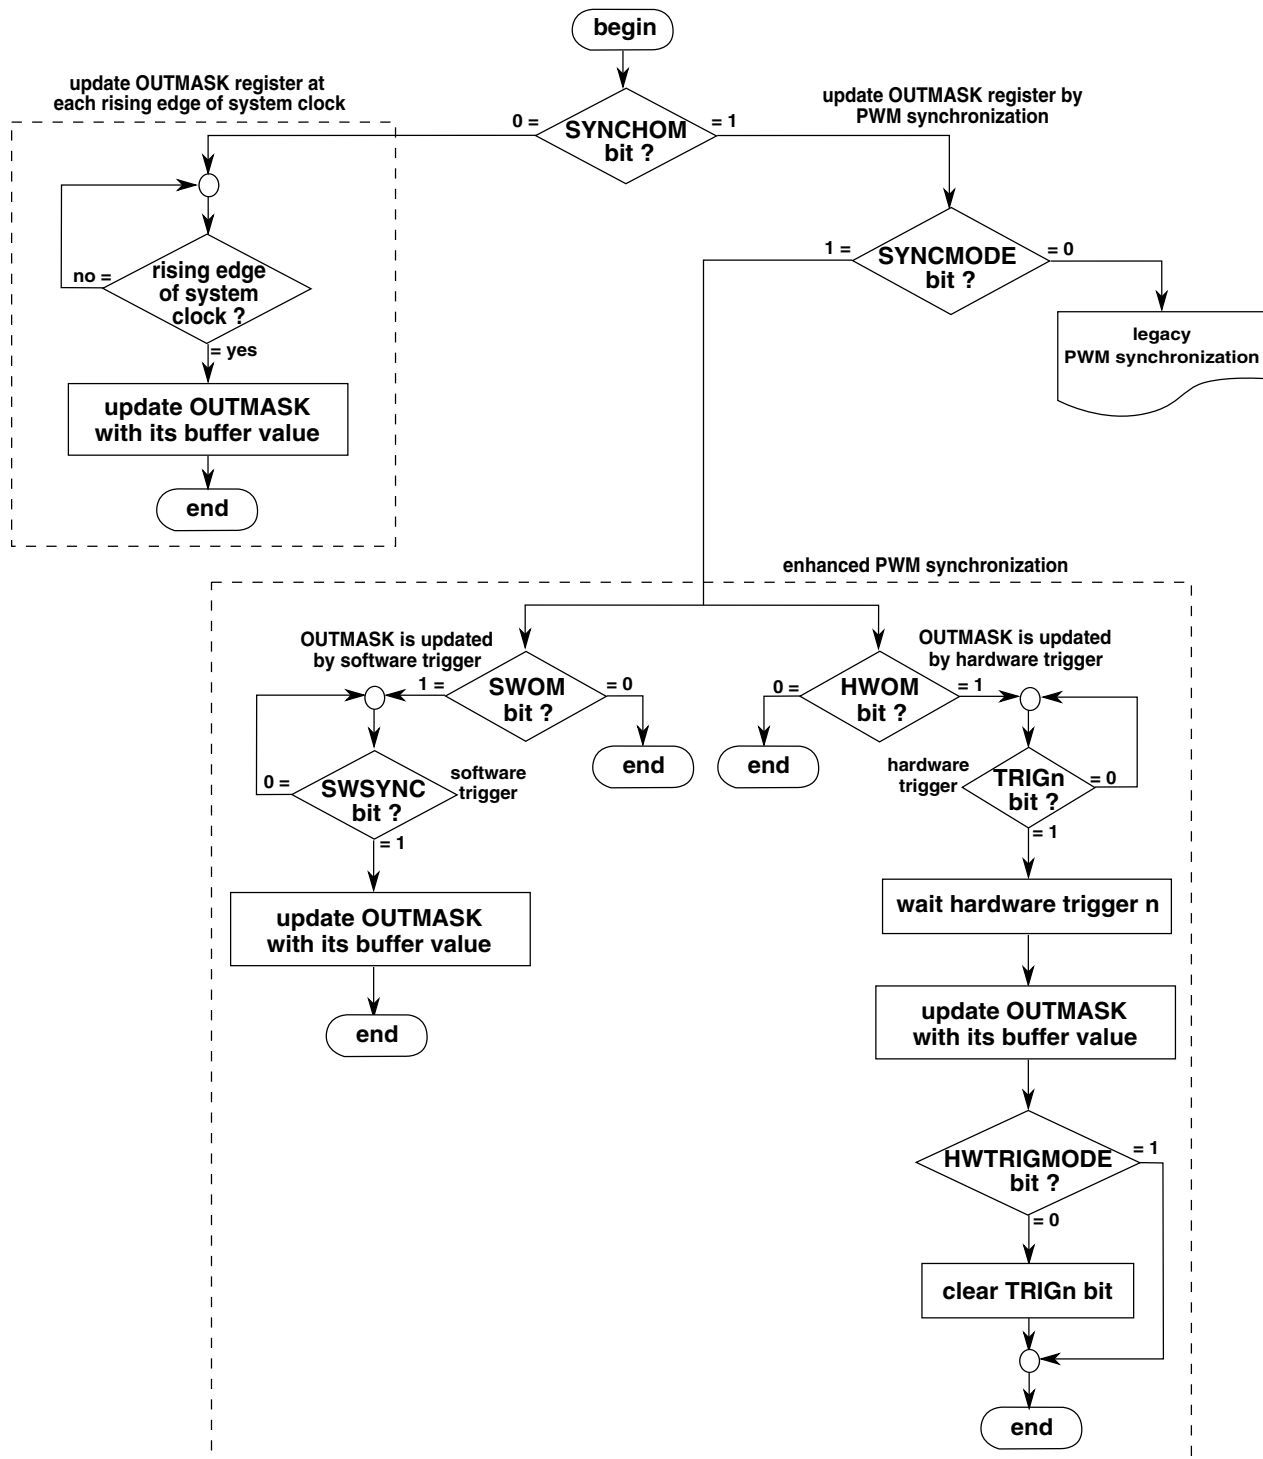 begin
update OUTMASK register at
each rising edge of system clock
update OUTMASK register by
PWM synchronization
0 =
SYNCHOM
bit ?
= 1
1 =
SYNCMODE
bit ?
= 0
no =
rising edge
of system
clock ?
= yes
legacy
PWM synchronization
update OUTMASK
with its buffer value
end
enhanced PWM synchronization
OUTMASK is updated
by software trigger
OUTMASK is updated
by hardware trigger
1 =
SWOM
bit ?
= 0
0 =
HWOM
bit ?
= 1
end
end
0 =
SWSYNC
bit ?
software
trigger
= 1
hardware
trigger
TRIGn
bit ?
= 0
= 1
update OUTMASK
with its buffer value
end
wait hardware trigger n
update OUTMASK
with its buffer value
HWTRIGMODE
bit ?
= 1
= 0
clear TRIGn bit
end